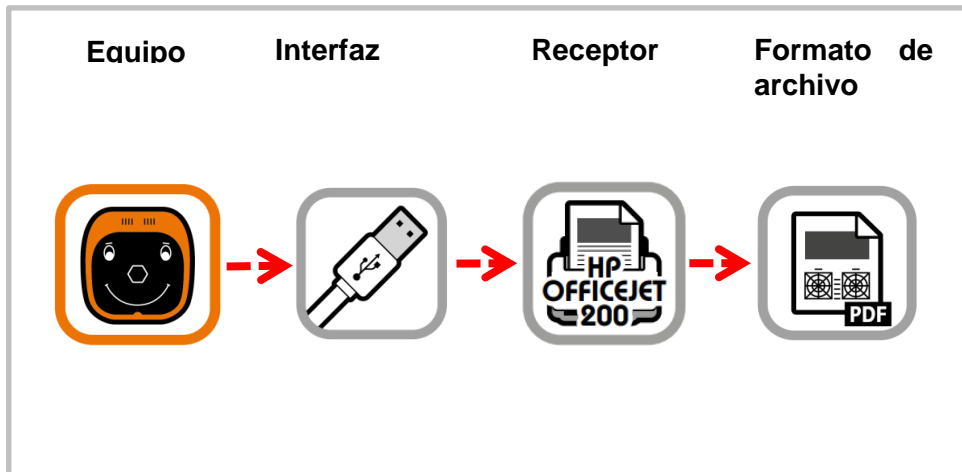 Equipo
Interfaz
Receptor
Formato de
archivo
HP
OFFICEJET
200
PDF